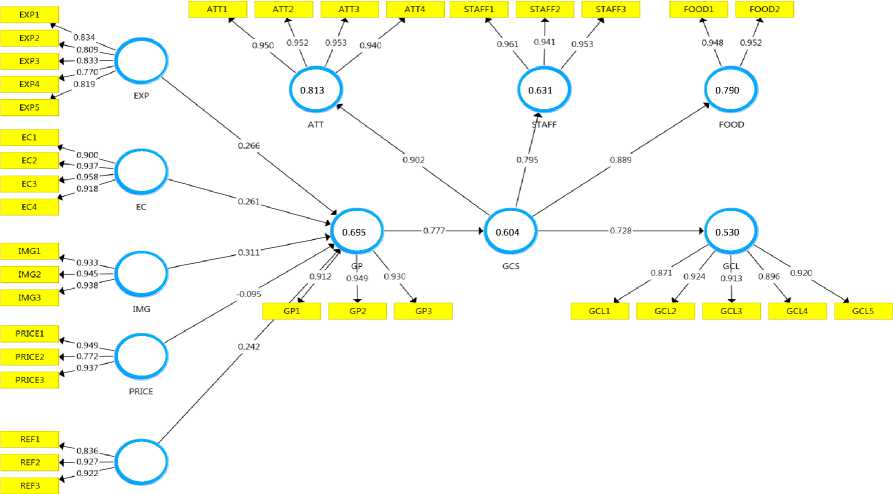 EXP1
ATT1
ATT2
ATT3
ATT4
STAFF1
STAFF2
STAFF3
FOOD1
FOOD2
EXP2
EXP3
EXP4
EXP5
0.834
0.809
0.833
0.770
0.819
0.950
0.952
0.953
0.940
0.961
0.941
0.953
0.948
0.952
EXP
0.813
ATT
0.631
STAFF
0.790
FOOD
EC1
EC2
EC3
EC4
0.900
0.937
0.958
0.918
EC
0.266
0.261
0.902
0.795
0.889
IMG1
IMG2
IMG3
0.933
0.945
0.938
IMG
0.311
0.695
GP
0.777
0.604
GCS
0.728
0.530
GCL
-0.095
0.912
0.949
0.930
0.871
0.924
0.913
0.896
0.920
GP1
GP2
GP3
GCL1
GCL2
GCL3
GCL4
GCL5
PRICE1
PRICE2
PRICE3
0.949
0.772
0.937
PRICE
0.242
REF1
REF2
REF3
0.836
0.927
0.922